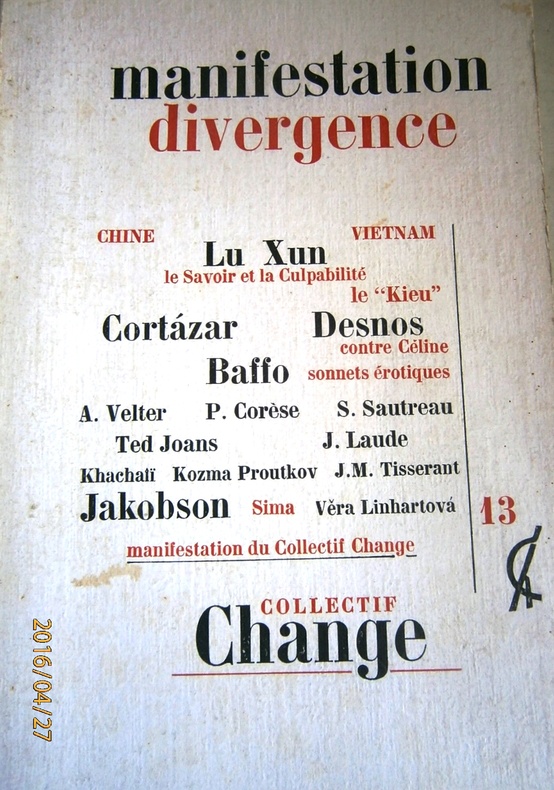 manifestation
divergence
CHINE VIETNAM
Lu Xun
le Savoir et la Culpabilité
le “Kieu”
Cortázar Desnos
contre Céline
Baffo sonnets érotiques
A. Velter P. Corèse S. Sautreau
Ted Joans J. Laude
Khachaïï Kozma Proutkov J.M. Tisserant
Jakobson Sima Věra Linhartová
13
manifestation du Collectif Change
COLLECTIF
Change
2016/04/27